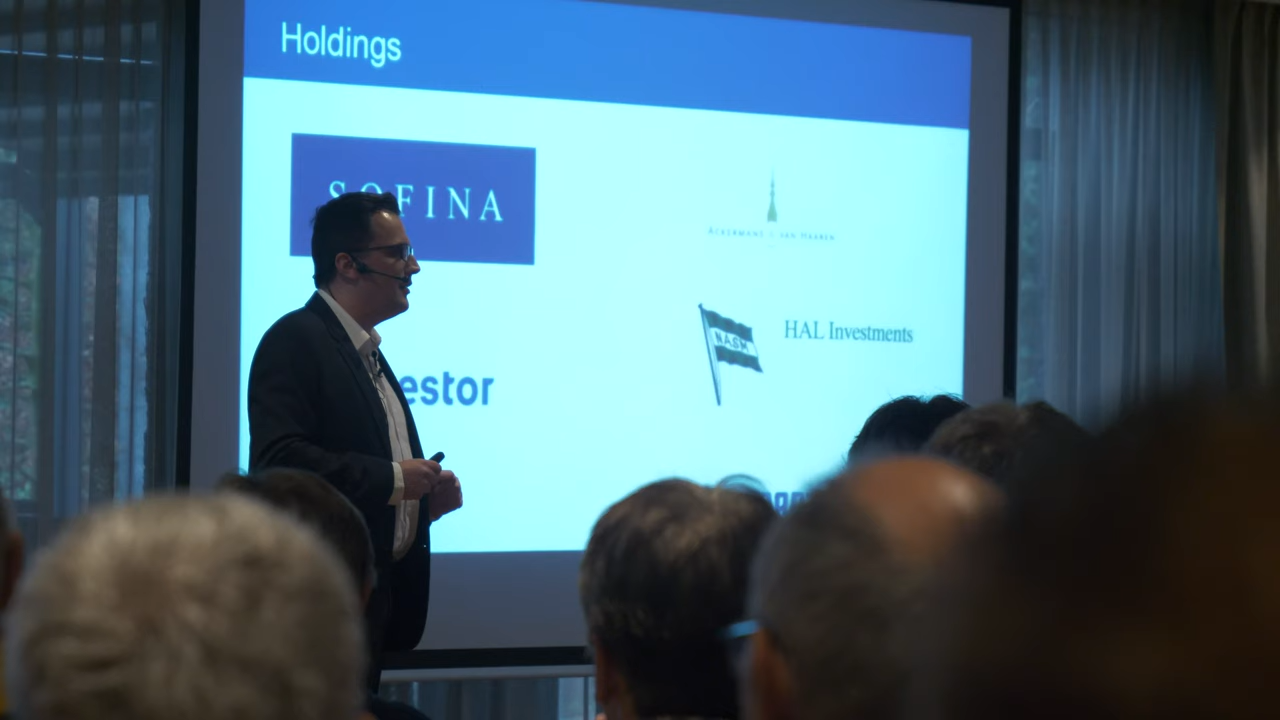 Holdings
SOFINA
ACKERMANS & VAN HAAREN
NASM
HAL Investments
estor